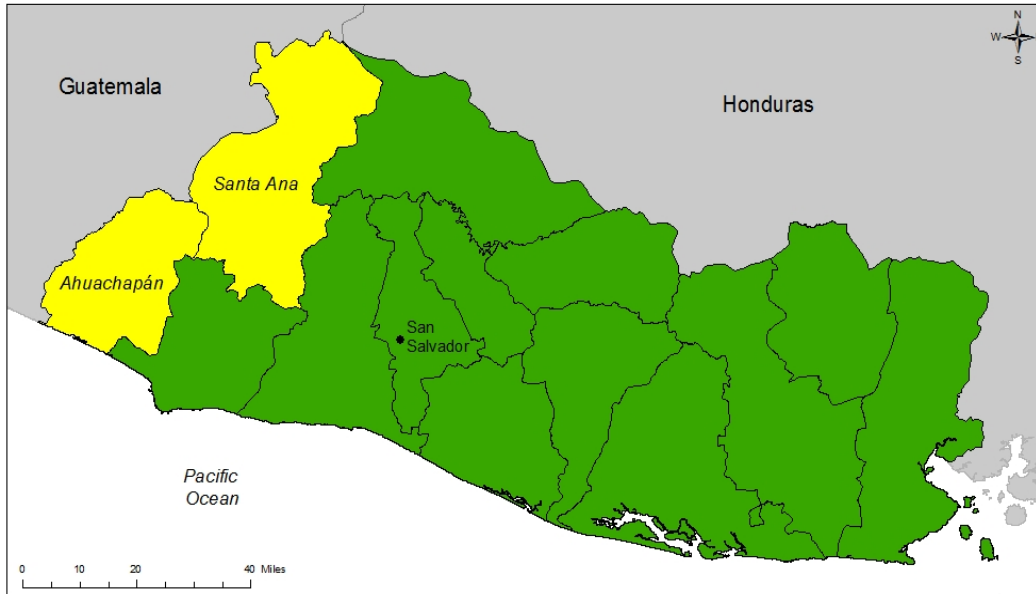 N
W E
S
Guatemala
Honduras
Santa Ana
Ahuachapán
San
Salvador
Pacific
Ocean
0 10 20 40 Miles